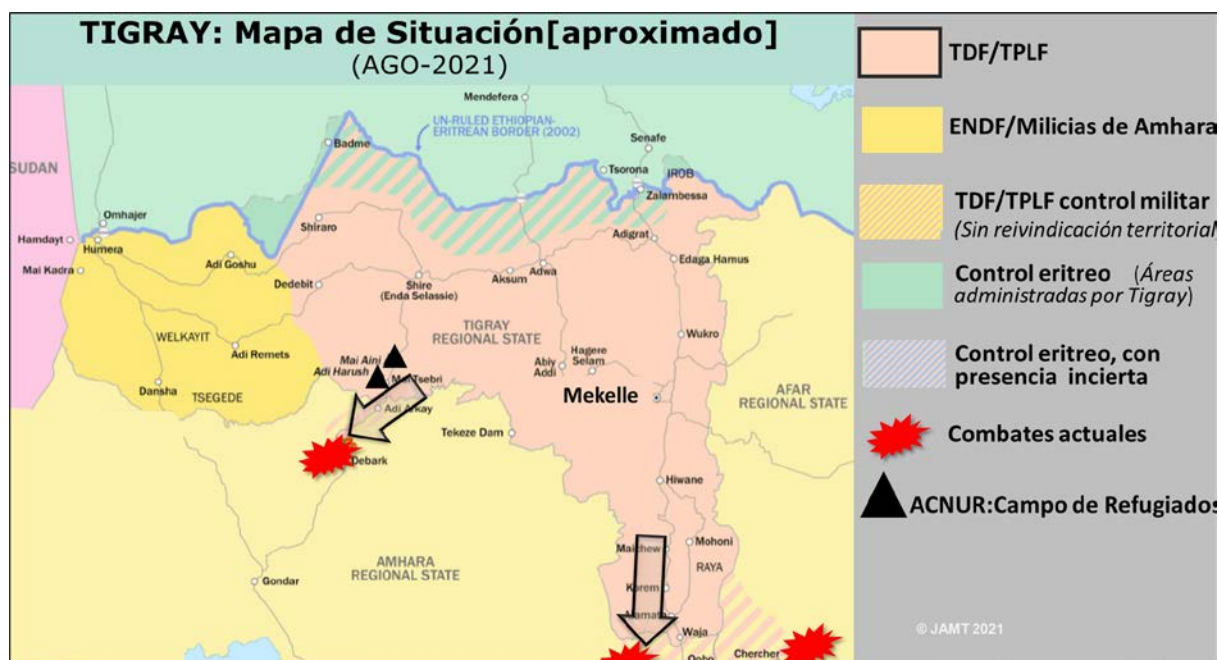 TIGRAY: Mapa de Situación[aproximado]
(AGO-2021)
Mendefera
UN-RULED ETHIOPIAN-
ERITREAN BORDER (2002)
Badme
Senafe
Tsorona
IROB
Zalambessa
SUDAN
Omhajer
Hamdayt
Humera
Mai Kadra
Adi Goshu
Shiraro
Adigrat
Edaga Hamus
Dedebit
Shire
(Enda Selassie)
Aksum
Adwa
WELKAYIT
Adi Remets
TIGRAY
REGIONAL STATE
Wukro
Hagere
Selam
Abiy
Addi
Mai Aini
Adi Harush
Mai Tsebri
Dansha
TSEGEDE
Mekelle
AFAR
REGIONAL STATE
Adi Arkay
Tekeze Dam
Debark
Hiwane
Maichew
Mohoni
RAYA
AMHARA
REGIONAL STATE
Gondar
Korem
Alamata
Waja
Chercher
TDF/TPLF
ENDF/Milicias de Amhara
TDF/TPLF control militar
(Sin reivindicación territorial)
Control eritreo (Áreas
administradas por Tigray)
Control eritreo, con
presencia incierta
Combates actuales
ACNUR:Campo de Refugiados
© JAMT 2021